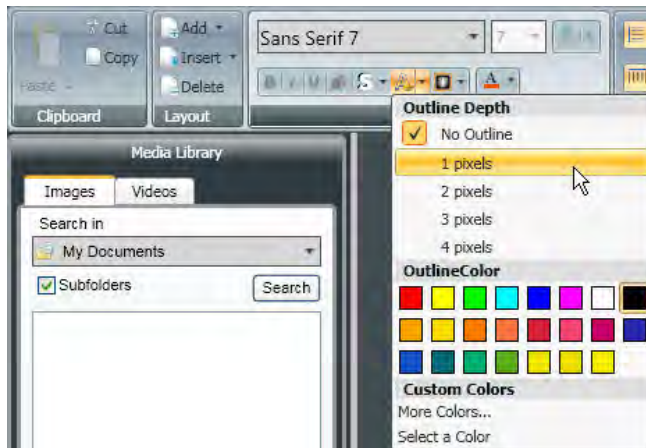 Cut
Copy
Paste
Clipboard
Add
Insert
Delete
Layout
Sans Serif 7
7
B I U
A
Outline Depth
No Outline
1 pixels
2 pixels
3 pixels
4 pixels
OutlineColor
Custom Colors
More Colors...
Select a Color
Media Library
Images Videos
Search in
My Documents
Subfolders
Search